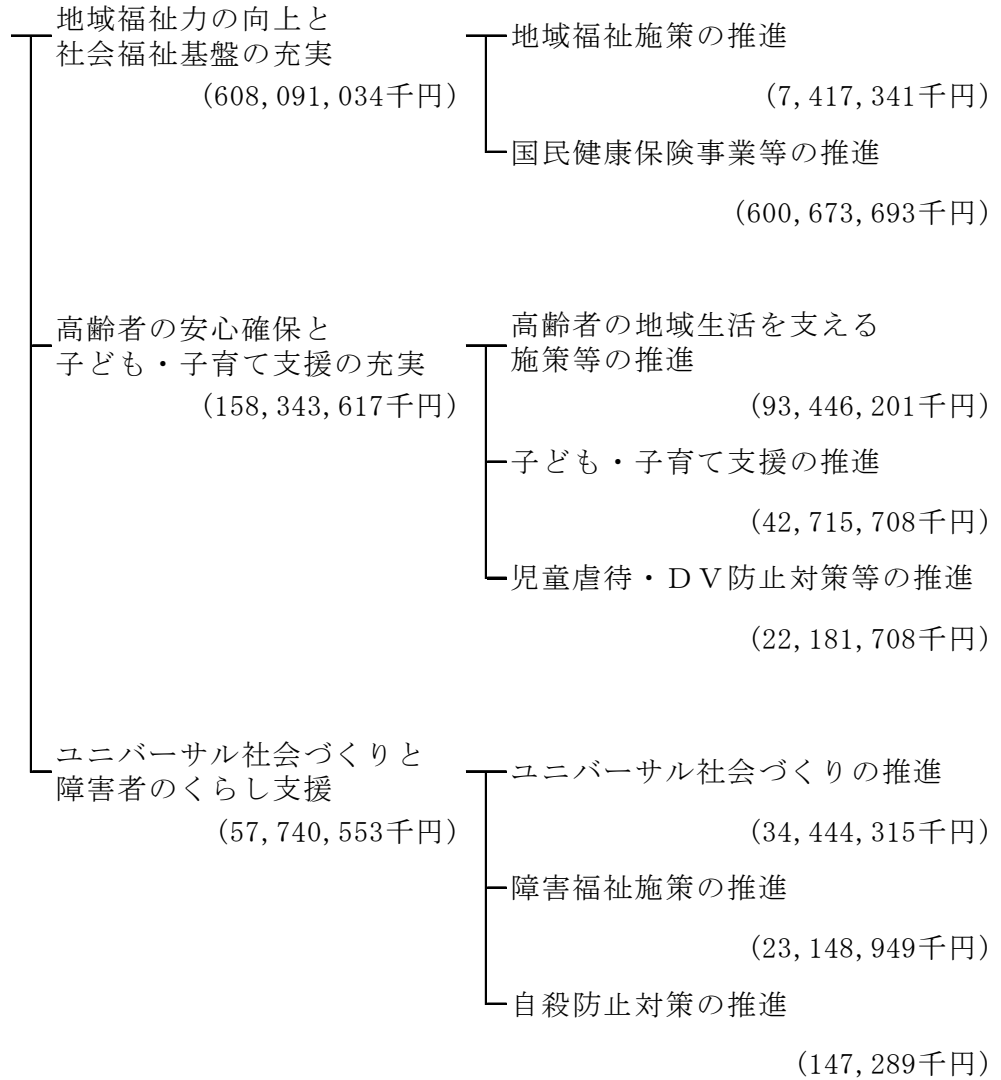 地域福祉力の向上と
社会福祉基盤の充実
(608,091,034千円)
地域福祉施策の推進
(7,417,341千円)
国民健康保険事業等の推進
(600,673,693千円)
高齢者の安心確保と
子ども・子育て支援の充実
(158,343,617千円)
高齢者の地域生活を支える
施策等の推進
(93,446,201千円)
子ども・子育て支援の推進
(42,715,708千円)
児童虐待・ＤＶ防止対策等の推進
(22,181,708千円)
ユニバーサル社会づくりと
障害者のくらし支援
(57,740,553千円)
ユニバーサル社会づくりの推進
(34,444,315千円)
障害福祉施策の推進
(23,148,949千円)
自殺防止対策の推進
(147,289千円)